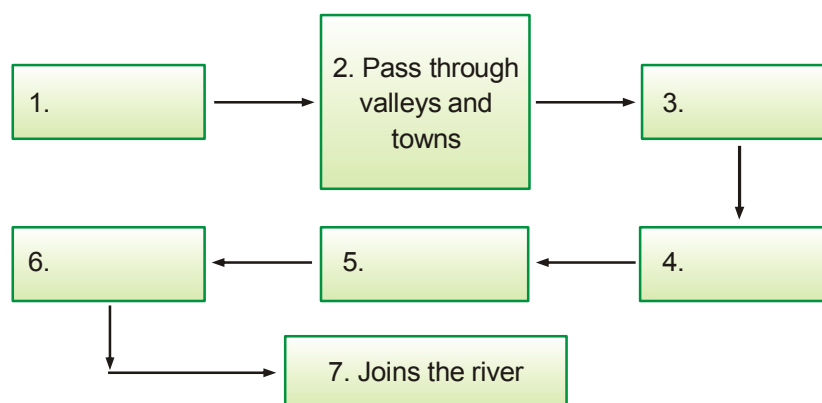 1.
2. Pass through
valleys and
towns
3.
6.
5.
4.
7. Joins the river